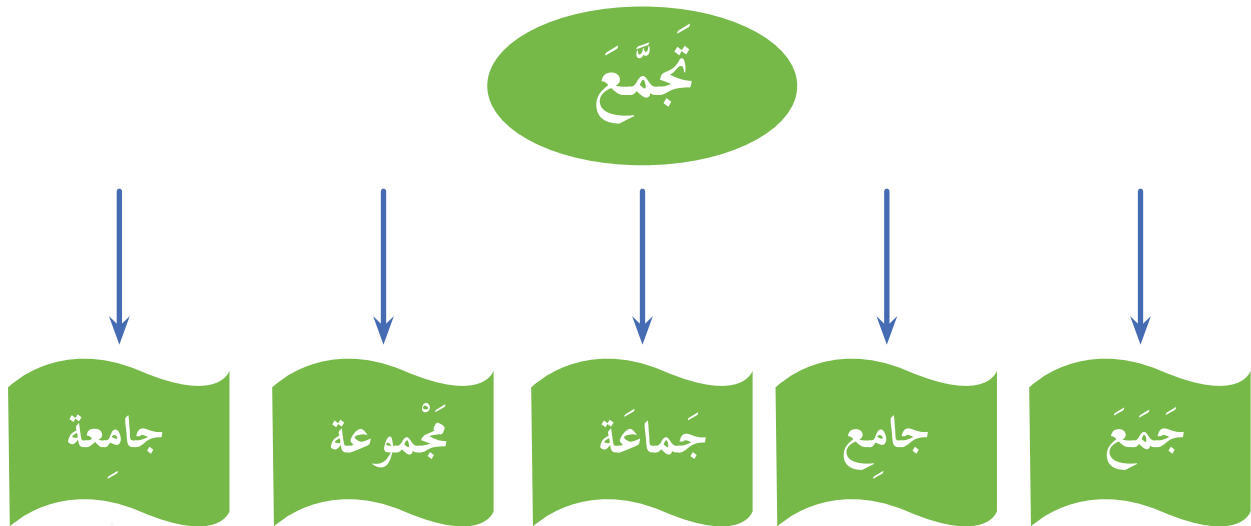 تَجَمَّعَ
جَمَعَ
جامِع
جَماعَة
مَجْموعة
جامِعة